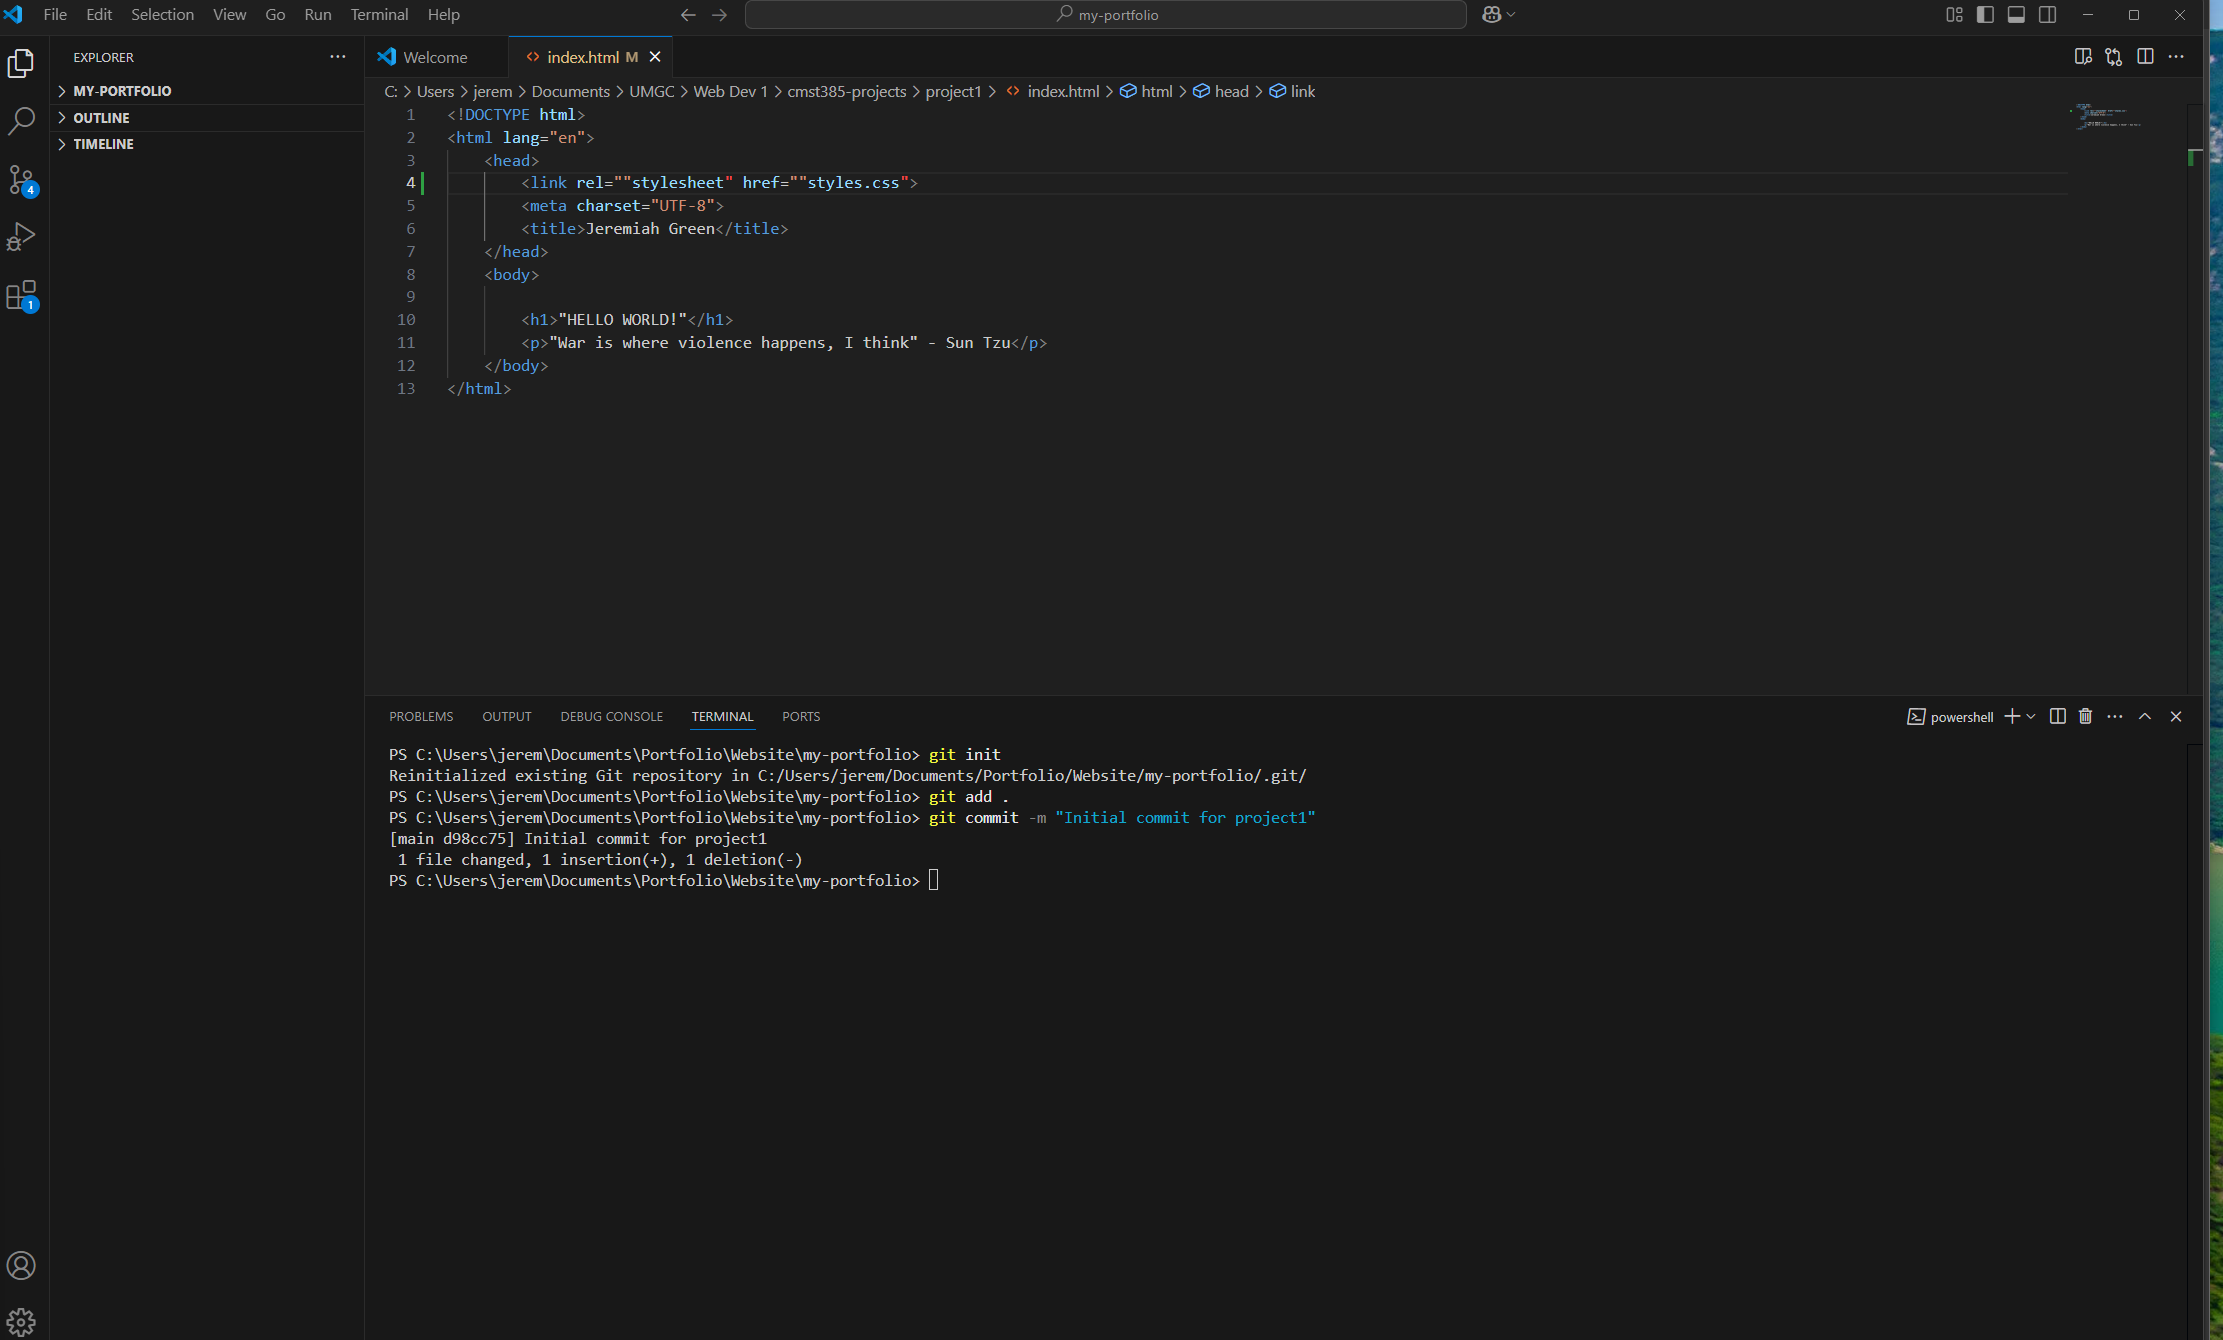 File Edit Selection View Go Run Terminal Help
my-portfolio
EXPLORER
MY-PORTFOLIO
OUTLINE
TIMELINE
4
1
Welcome
index.html M
C: > Users > jerem > Documents > UMGC > Web Dev 1 > cmst385-projects > project1 > <> index.html > html > head > link
1 <!DOCTYPE html>
2 <html lang="en">
3 <head>
4 <link rel=""stylesheet" href=""styles.css">
5 <meta charset="UTF-8">
6 <title>Jeremiah Green</title>
7 </head>
8 <body>
9
10 <h1>"HELLO WORLD!"</h1>
11 <p>"War is where violence happens, I think" - Sun Tzu</p>
12 </body>
13 </html>
PROBLEMS OUTPUT DEBUG CONSOLE TERMINAL PORTS
powershell
PS C:\Users\jerem\Documents\Portfolio\Website\my-portfolio> git init
Reinitialized existing Git repository in C:/Users/jerem/Documents/Portfolio/Website/my-portfolio/.git/
PS C:\Users\jerem\Documents\Portfolio\Website\my-portfolio> git add .
PS C:\Users\jerem\Documents\Portfolio\Website\my-portfolio> git commit -m "Initial commit for project1"
[main d98cc75] Initial commit for project1
1 file changed, 1 insertion(+), 1 deletion(-)
PS C:\Users\jerem\Documents\Portfolio\Website\my-portfolio>